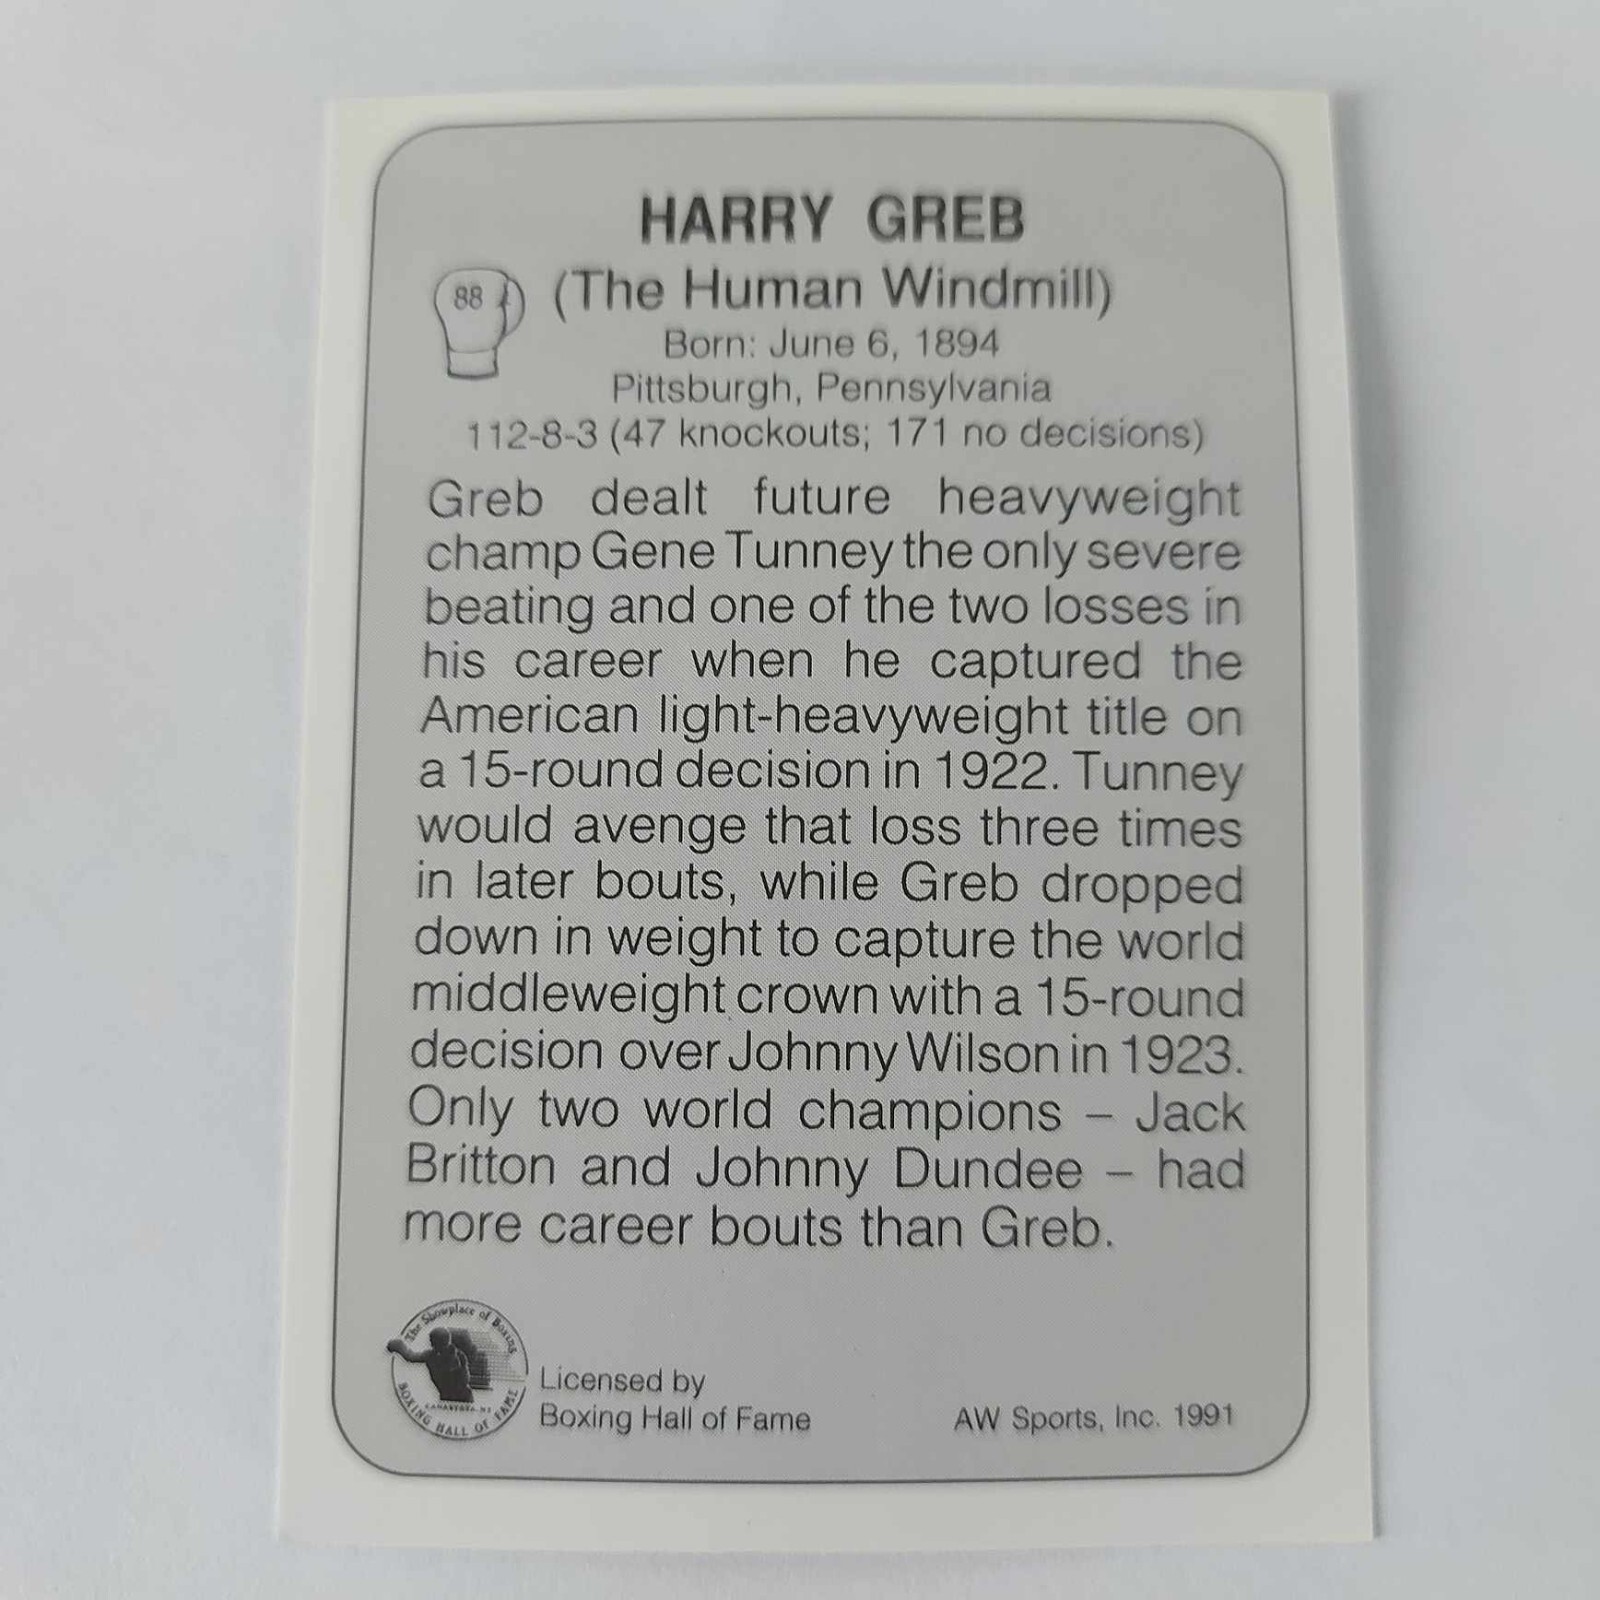 HARRY GREB
88
(The Human Windmill)
Born: June 6, 1894
Pittsburgh, Pennsylvania
112-8-3 (47 knockouts; 171 no decisions)
Greb dealt future heavyweight
champ Gene Tunney the only severe
beating and one of the two losses in
his career when he captured the
American light-heavyweight title on
a 15-round decision in 1922. Tunney
would avenge that loss three times
in later bouts, while Greb dropped
down in weight to capture the world
middleweight crown with a 15-round
decision over Johnny Wilson in 1923.
Only two world champions – Jack
Britton and Johnny Dundee – had
more career bouts than Greb.
The Showplace of Boxing
BOXING HALL OF FAME
Licensed by
Boxing Hall of Fame
AW Sports, Inc. 1991